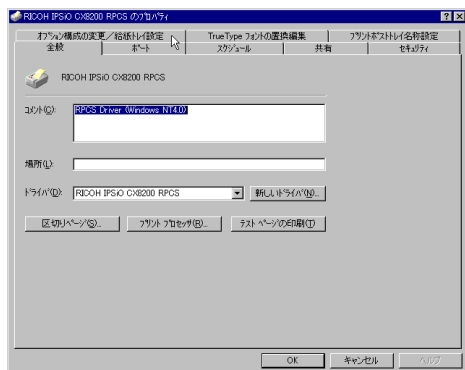 RICOH IPSiO CX8200 RPCS のプロパティ
オプション構成の変更／給紙トレイ設定 TrueType フォントの置換編集 プリントポストトレイ名称設定
全般 ポート スケジュール 共有 セキュリティ
RICOH IPSiO CX8200 RPCS
コメント(C): RPCS Driver (Windows NT4.0)
場所(L):
ドライバ(D): RICOH IPSiO CX8200 RPCS 新しいドライバ(N)...
区切りページ(S)... プリント プロセッサ(R)... テスト ページの印刷(T)
OK キャンセル ヘルプ